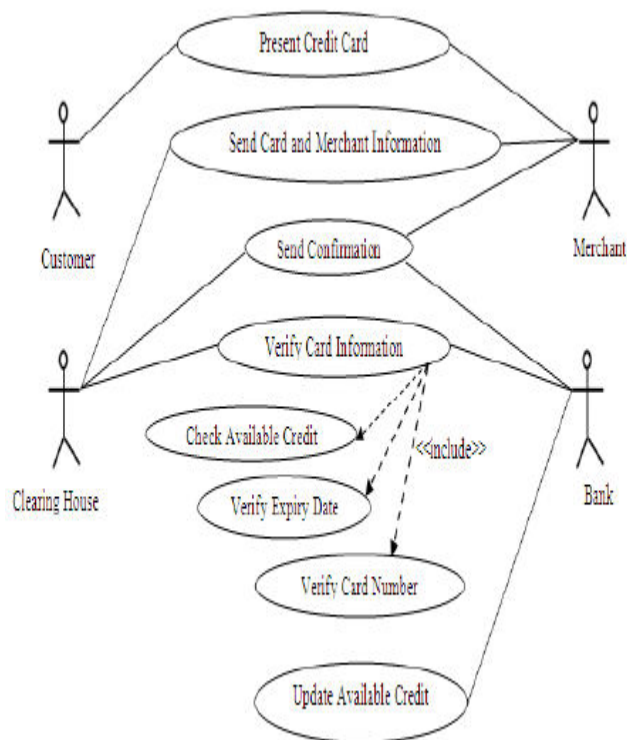 Present Credit Card
Send Card and Merchant Information
Customer
Send Confirmation
Merchant
Verify Card Information
Check Available Credit
<<include>>
Clearing House
Verify Expiry Date
Bank
Verify Card Number
Update Available Credit